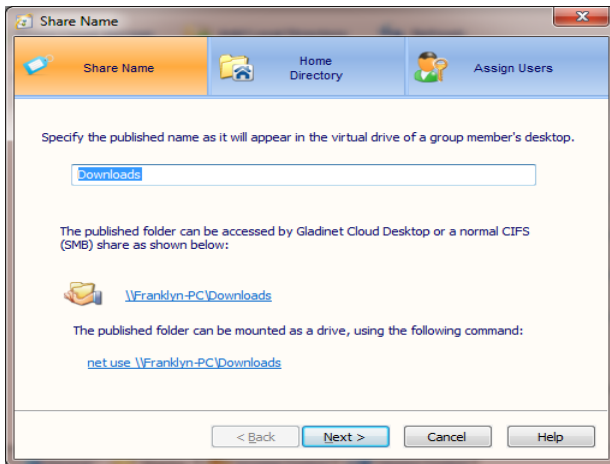 Share Name
Share Name
Home
Directory
Assign Users
Specify the published name as it will appear in the virtual drive of a group member's desktop.
Downloads
The published folder can be accessed by Gladinet Cloud Desktop or a normal CIFS
(SMB) share as shown below:
\\Franklyn-PC\Downloads
The published folder can be mounted as a drive, using the following command:
net use \\Franklyn-PC\Downloads
< Back
Next >
Cancel
Help